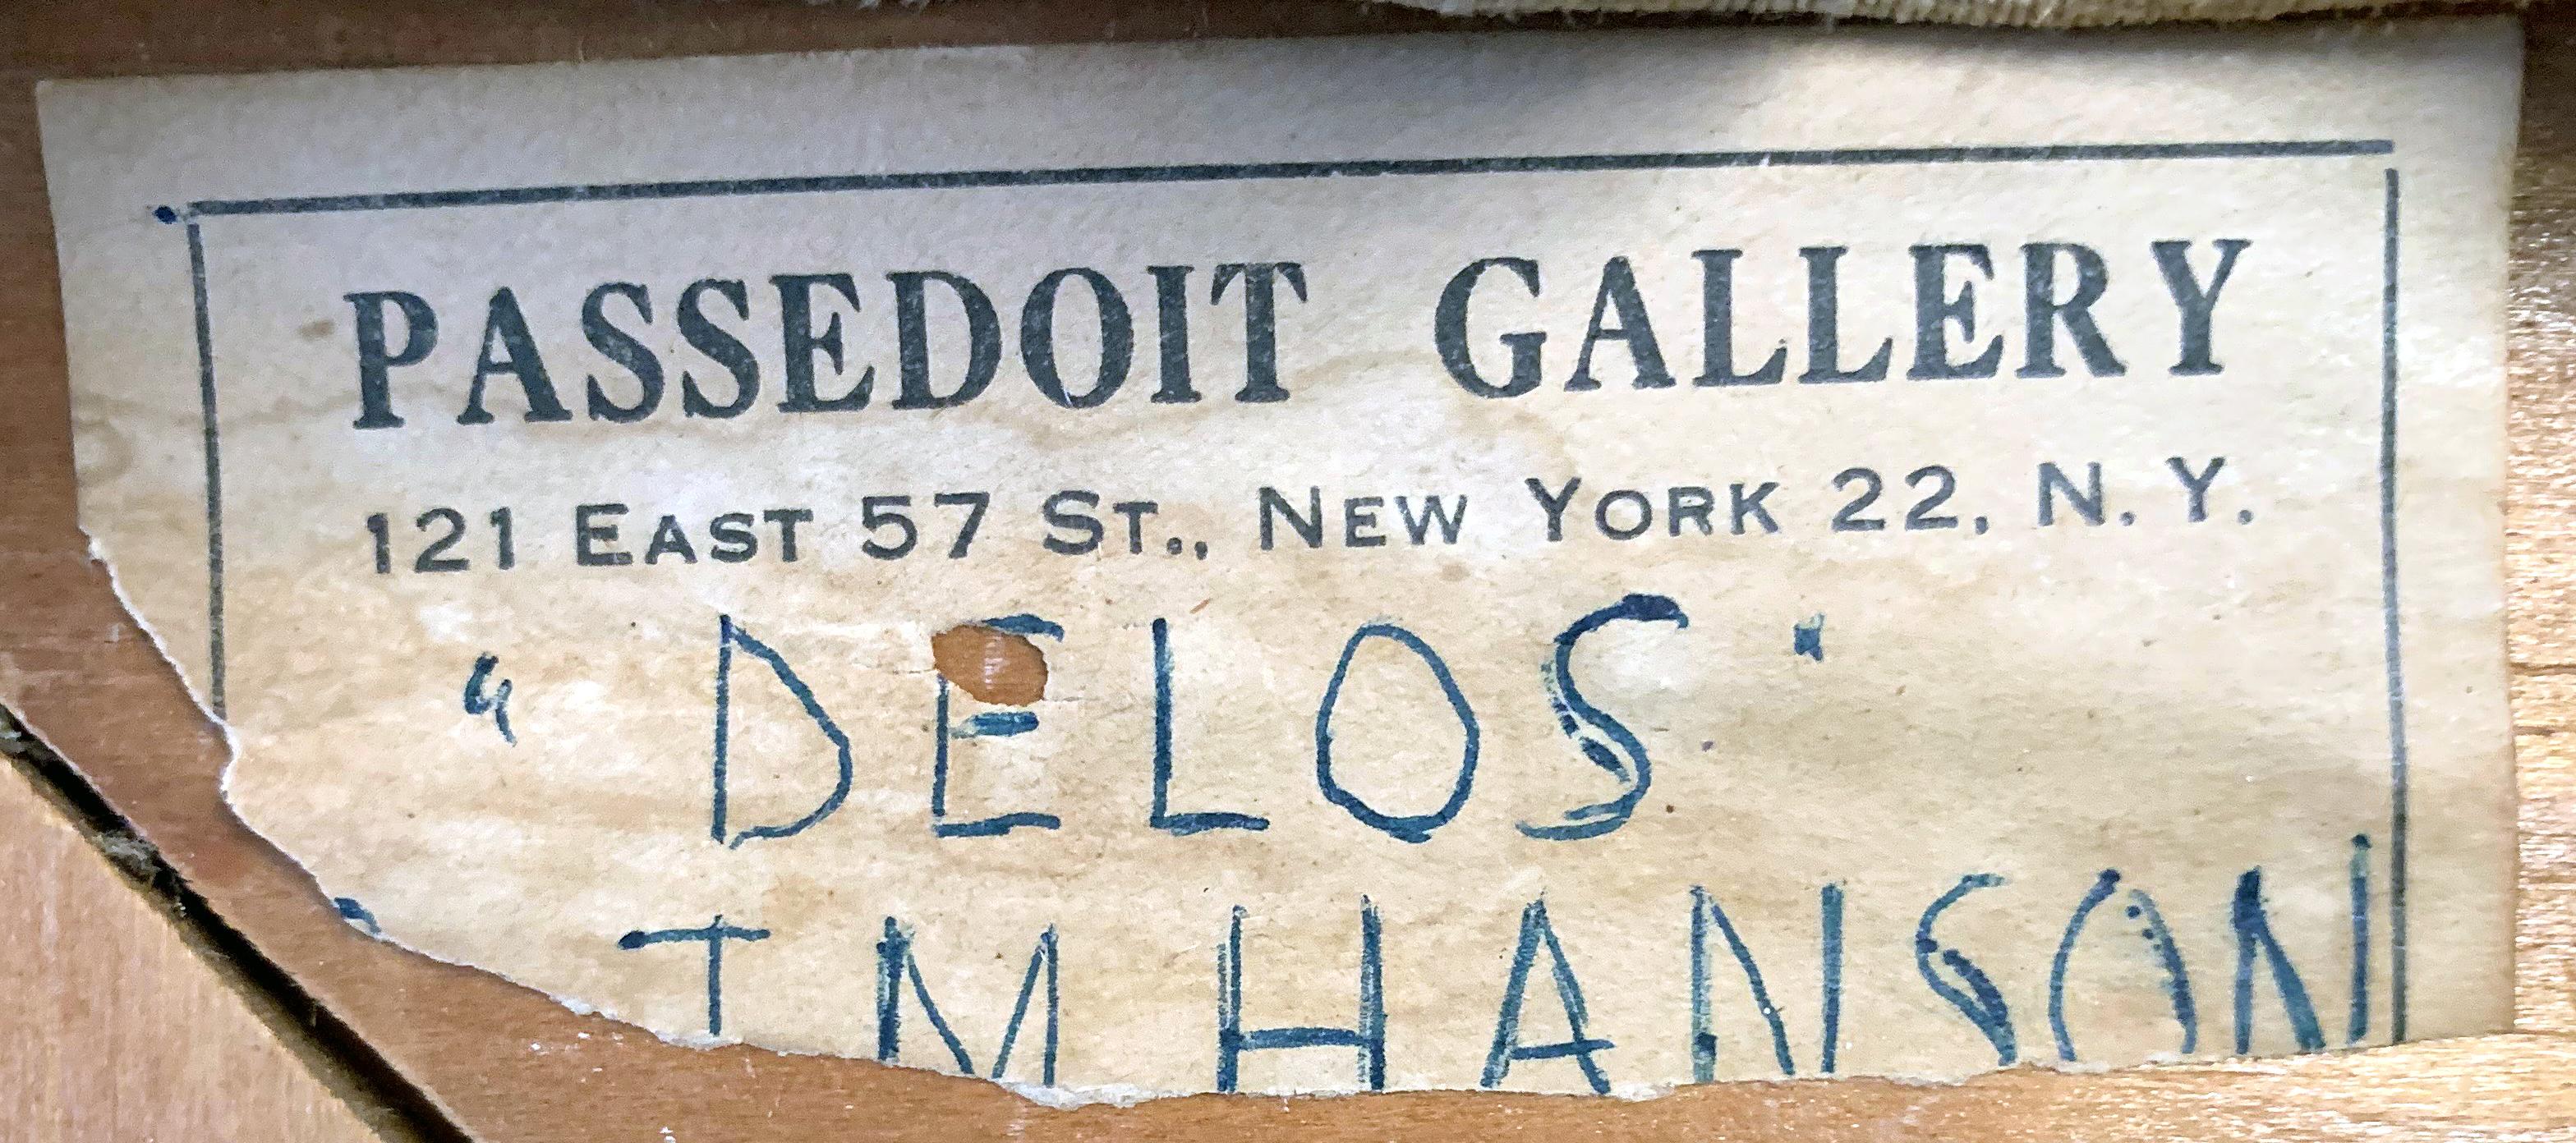 PASSEDOIT GALLERY
121 EAST 57 ST., NEW YORK 22, N. Y.
"DELOS"
HANSON